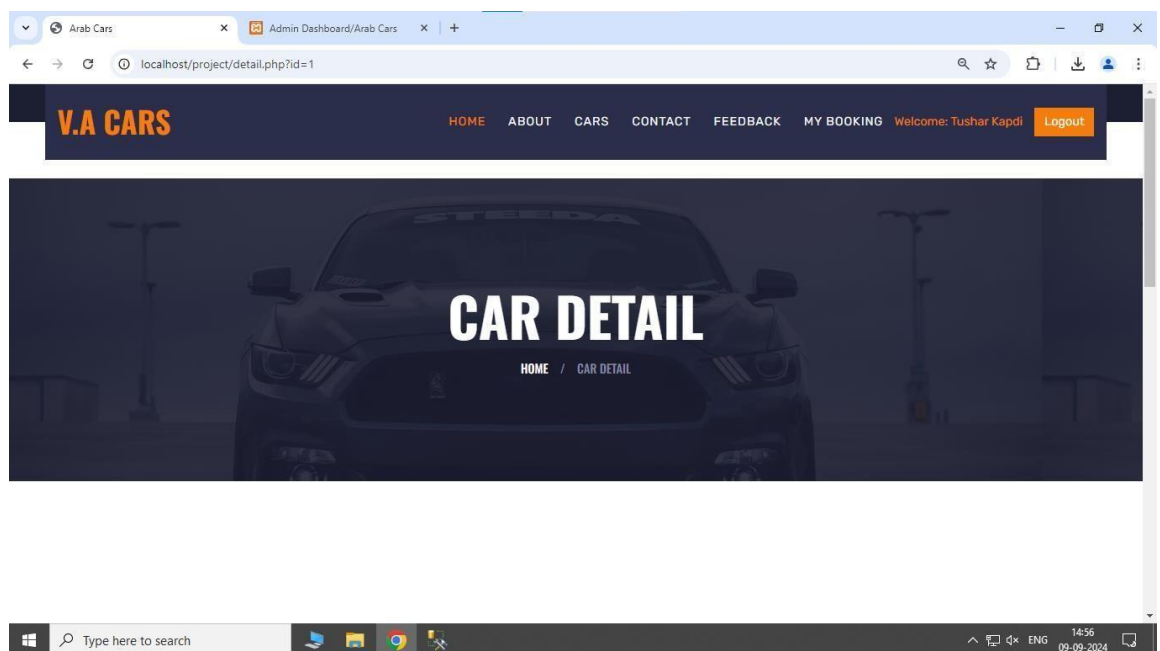 Arab Cars
Admin Dashboard/Arab Cars
localhost/project/detail.php?id=1
V.A CARS
HOME ABOUT CARS CONTACT FEEDBACK MY BOOKING Welcome: Tushar Kapdi Logout
STEEDA
CAR DETAIL
HOME / CAR DETAIL
Type here to search
ENG
14:56
09-09-2024